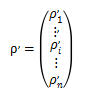 ρ′ = (ρ′₁
⋮
ρ′ᵢ
⋮
ρ′ₙ)